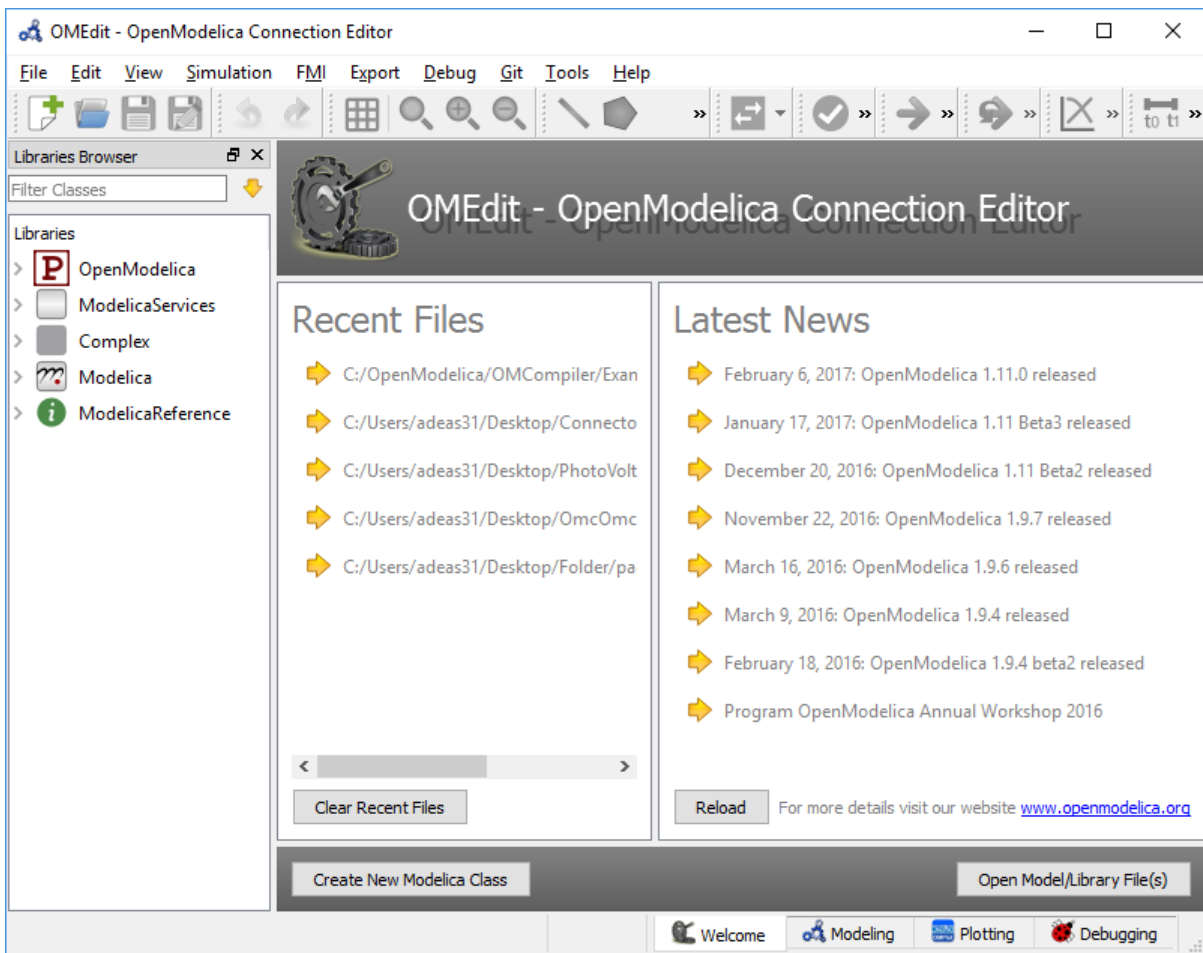 OMEdit - OpenModelica Connection Editor
File Edit View Simulation FMI Export Debug Git Tools Help
to t1
Libraries Browser
Filter Classes
Libraries
OpenModelica
ModelicaServices
Complex
Modelica
ModelicaReference
OMEdit - OpenModelica Connection Editor
Recent Files
C:/OpenModelica/OMCompiler/Exan
C:/Users/adeas31/Desktop/Connecto
C:/Users/adeas31/Desktop/PhotoVolt
C:/Users/adeas31/Desktop/OmcOmc
C:/Users/adeas31/Desktop/Folder/pa
Clear Recent Files
Latest News
February 6, 2017: OpenModelica 1.11.0 released
January 17, 2017: OpenModelica 1.11 Beta3 released
December 20, 2016: OpenModelica 1.11 Beta2 released
November 22, 2016: OpenModelica 1.9.7 released
March 16, 2016: OpenModelica 1.9.6 released
March 9, 2016: OpenModelica 1.9.4 released
February 18, 2016: OpenModelica 1.9.4 beta2 released
Program OpenModelica Annual Workshop 2016
Reload For more details visit our website www.openmodelica.org
Create New Modelica Class Open Model/Library File(s)
Welcome Modeling Plotting Debugging